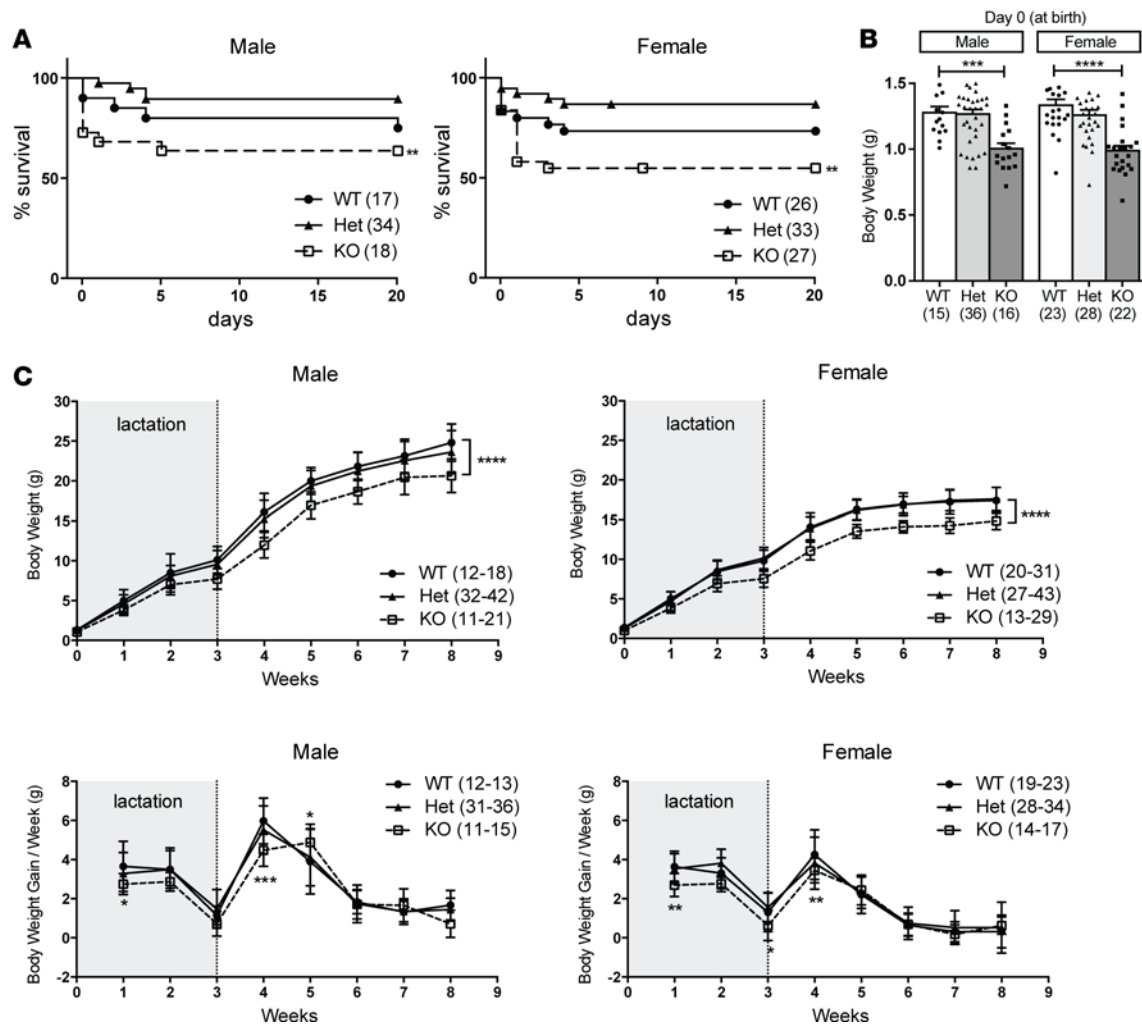 A
Male
% survival
100
50
0
0
5
10
15
20
days
WT (17)
Het (34)
KO (18)
**
Female
% survival
100
50
0
0
5
10
15
20
days
WT (26)
Het (33)
KO (27)
**
B
Day 0 (at birth)
Male
Female
***
****
Body Weight (g)
1.5
1.0
0.5
0.0
WT Het KO WT Het KO
(15) (36) (16) (23) (28) (22)
C
Male
lactation
Body Weight (g)
30
25
20
15
10
5
0
0 1 2 3 4 5 6 7 8 9
Weeks
WT (12-18)
Het (32-42)
KO (11-21)
****
Female
lactation
Body Weight (g)
30
25
20
15
10
5
0
0 1 2 3 4 5 6 7 8 9
Weeks
WT (20-31)
Het (27-43)
KO (13-29)
****
Male
lactation
Body Weight Gain / Week (g)
8
6
4
2
0
-2
0 1 2 3 4 5 6 7 8 9
Weeks
WT (12-13)
Het (31-36)
KO (11-15)
*
***
*
Female
lactation
Body Weight Gain / Week (g)
8
6
4
2
0
-2
0 1 2 3 4 5 6 7 8 9
Weeks
WT (19-23)
Het (28-34)
KO (14-17)
**
*
**